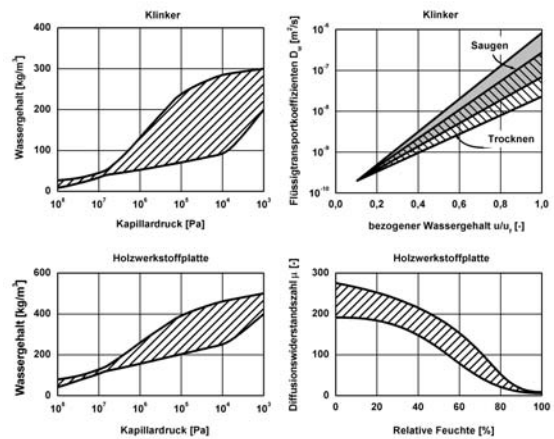 Klinker
Wassergehalt [kg/m³]
400
300
200
100
0
10⁸ 10⁷ 10⁶ 10⁵ 10⁴ 10³
Kapillardruck [Pa]
Klinker
Flüssigtransportkoeffizienten Dw [m²/s]
10⁻⁶
10⁻⁷
10⁻⁸
10⁻⁹
10⁻¹⁰
Saugen
Trocknen
0,0 0,2 0,4 0,6 0,8 1,0
bezogener Wassergehalt u/uf [-]
Holzwerkstoffplatte
Wassergehalt [kg/m³]
600
400
200
0
10⁸ 10⁷ 10⁶ 10⁵ 10⁴ 10³
Kapillardruck [Pa]
Holzwerkstoffplatte
Diffusionswiderstandszahl µ [-]
300
200
100
0
0 20 40 60 80 100
Relative Feuchte [%]